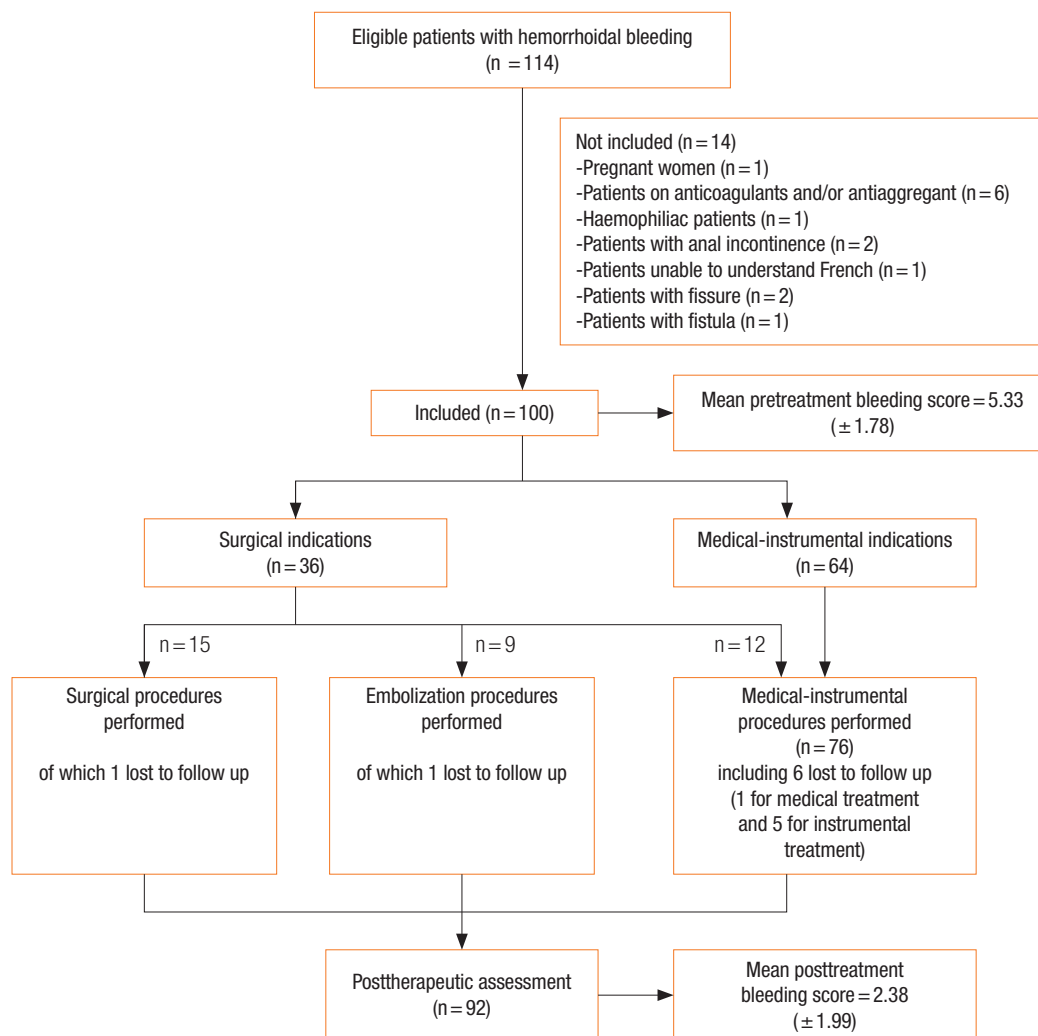 Eligible patients with hemorrhoidal bleeding
(n = 114)
Not included (n = 14)
-Pregnant women (n = 1)
-Patients on anticoagulants and/or antiaggregant (n = 6)
-Haemophiliac patients (n = 1)
-Patients with anal incontinence (n = 2)
-Patients unable to understand French (n = 1)
-Patients with fissure (n = 2)
-Patients with fistula (n = 1)
Included (n = 100)
Mean pretreatment bleeding score = 5.33
(± 1.78)
Surgical indications
(n = 36)
Medical-instrumental indications
(n = 64)
n = 15
n = 9
n = 12
Surgical procedures
performed
of which 1 lost to follow up
Embolization procedures
performed
of which 1 lost to follow up
Medical-instrumental
procedures performed
(n = 76)
including 6 lost to follow up
(1 for medical treatment
and 5 for instrumental
treatment)
Posttherapeutic assessment
(n = 92)
Mean posttreatment
bleeding score = 2.38
(±1.99)